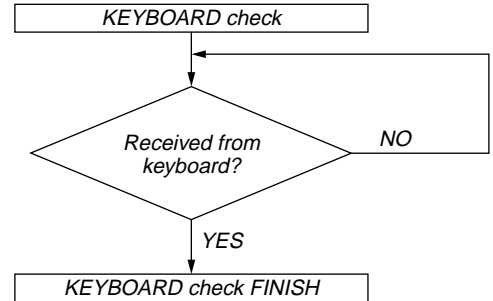 KEYBOARD check
Received from
keyboard?
NO
YES
KEYBOARD check FINISH